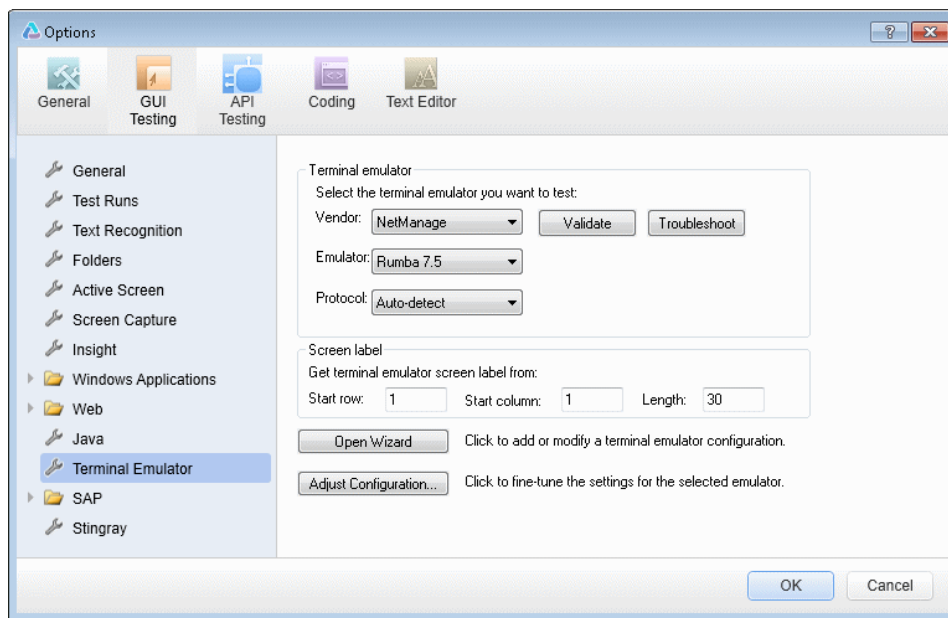 Options
General
GUI
Testing
API
Testing
Coding
Text Editor
General
Test Runs
Text Recognition
Folders
Active Screen
Screen Capture
Insight
Windows Applications
Web
Java
Terminal Emulator
SAP
Stingray
Terminal emulator
Select the terminal emulator you want to test:
Vendor: NetManage Validate Troubleshoot
Emulator: Rumba 7.5
Protocol: Auto-detect
Screen label
Get terminal emulator screen label from:
Start row: 1 Start column: 1 Length: 30
Open Wizard Click to add or modify a terminal emulator configuration.
Adjust Configuration... Click to fine-tune the settings for the selected emulator.
OK Cancel